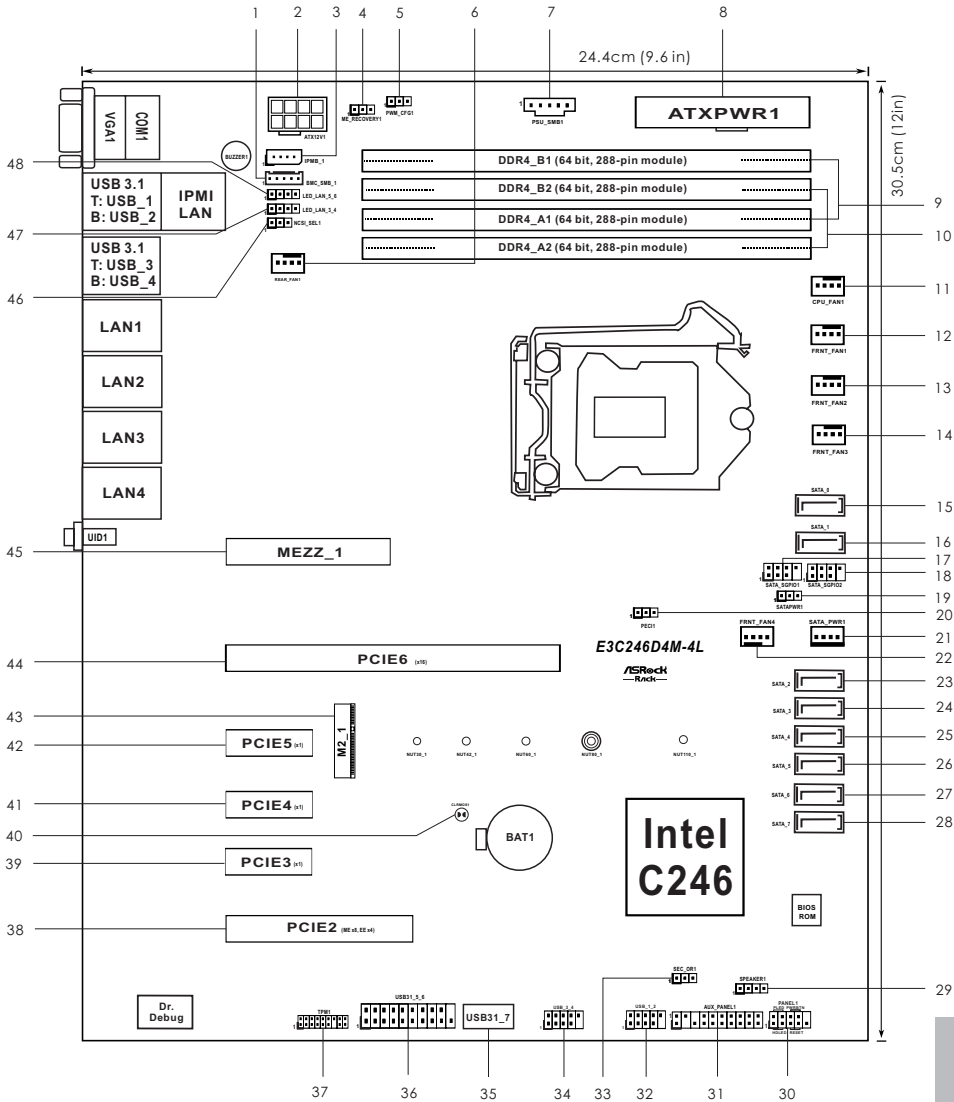 1 2 3 4 5 6 7 8
24.4cm (9.6 in)
30.5cm (12in)
VGA1
COM1
ATX12V1
ME_RECOVERY1
PWM_CFG1
PSU_SMB1
ATXPWR1
BUZZER1
IPMB_1
BMC_SMB_1
LED_LAN_5_6
LED_LAN_3_4
NCSI_SEL1
DDR4_B1 (64 bit, 288-pin module)
DDR4_B2 (64 bit, 288-pin module)
DDR4_A1 (64 bit, 288-pin module)
DDR4_A2 (64 bit, 288-pin module)
48
47
46
9
10
USB 3.1
T: USB_1
B: USB_2
IPMI
LAN
USB 3.1
T: USB_3
B: USB_4
REAR_FAN1
CPU_FAN1
11
LAN1
FRNT_FAN1
12
LAN2
FRNT_FAN2
13
LAN3
FRNT_FAN3
14
LAN4
SATA_0
15
UID1
SATA_1
16
45
MEZZ_1
17
SATA_SGPIO1
SATA_SGPIO2
18
SATAPWR1
19
PECI1
20
E3C246D4M-4L
ASRock
Rack
FRNT_FAN4
SATA_PWR1
21
22
44
PCIE6 (x16)
SATA_2
23
SATA_3
24
43
M2_1
42
PCIE5 (x1)
NUT30_1
NUT42_1
NUT60_1
NUT80_1
NUT110_1
SATA_4
25
SATA_5
26
SATA_6
27
SATA_7
28
41
PCIE4 (x1)
CLRMOS1
40
BAT1
Intel
C246
39
PCIE3 (x1)
BIOS
ROM
38
PCIE2 (ME x8, EE x4)
SEC_OR1
SPEAKER1
29
33
Dr.
Debug
TPM1
USB31_5_6
USB31_7
USB_3_4
USB_1_2
AUX_PANEL1
PANEL1
PLED PWRBTN
HDLED RESET
37 36 35 34 33 32 31 30